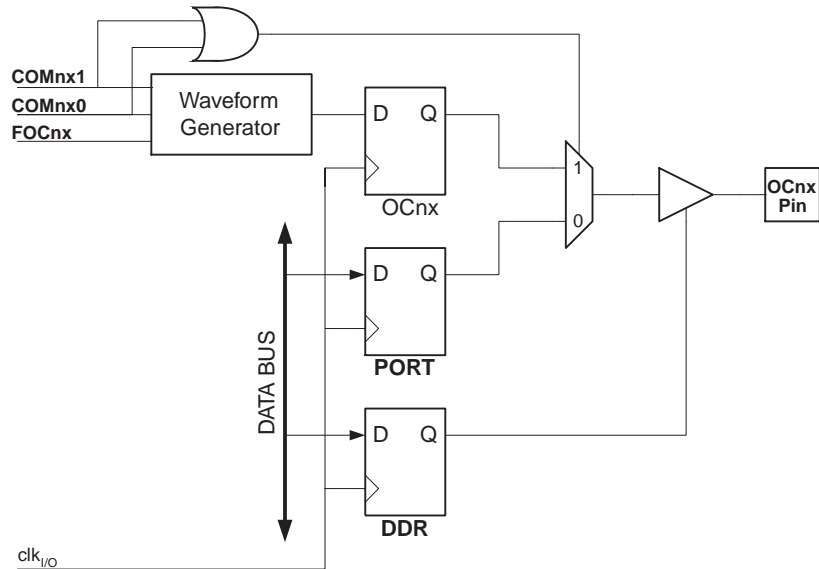 COMnx1
COMnx0
FOCnx
Waveform
Generator
D Q
OCnx
1
0
OCnx
Pin
D Q
PORT
DATA BUS
D Q
DDR
clkI/O